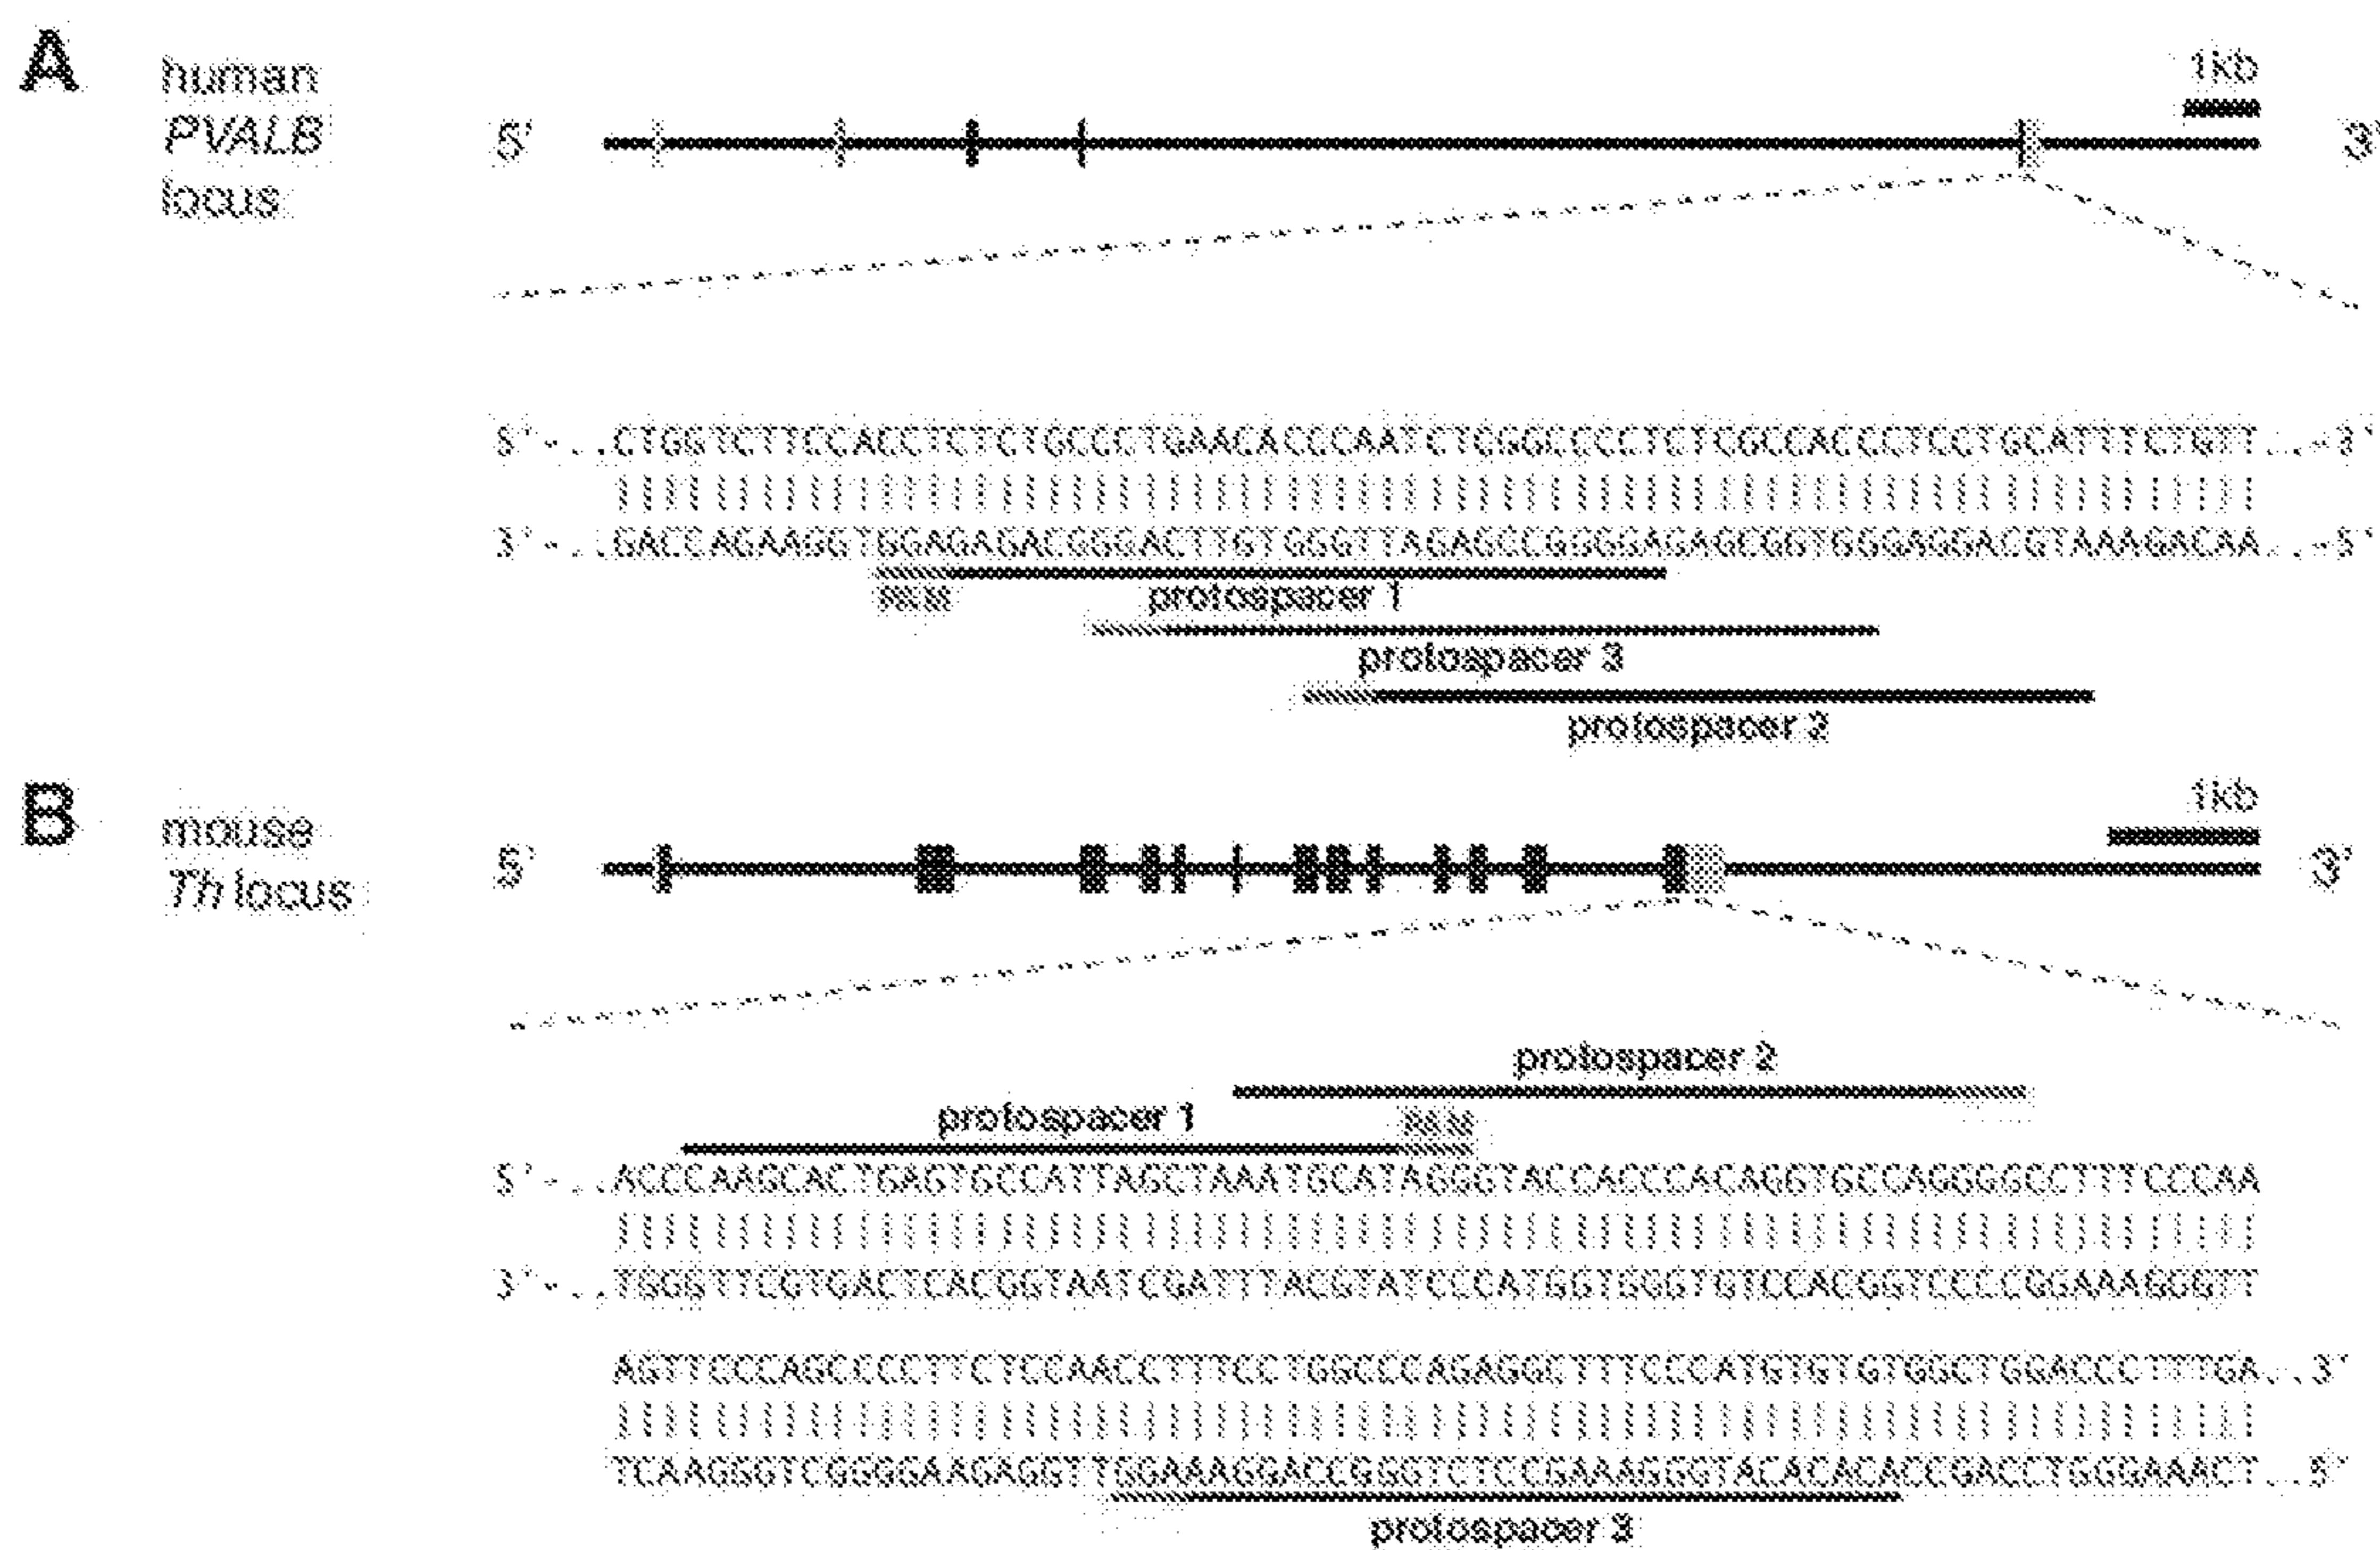 A
human
PVALB
locus
1kb
5' 3'
5'-...CTGGTCTTCCACCTCTCTGCCCTGAACACCCAATCTCGGCCCCTCTCGCCACCCTCCTGCATTTCTGTT...-3'
3'-...GACCAGAAGGTGGAGAGACGGGACTTGTGGGTTAGAGCCGGGGAGAGCGGTGGGAGGACGTAAAGACAA...-5'
protospacer 1
protospacer 3
protospacer 2
B
mouse
Th locus
1kb
5' 3'
protospacer 2
protospacer 1
5'-...ACCCAAGCACTGAGTGCCATTAGCTAAATGCATAGGGTACCACCCACAGGTGCCAGGGGCCTTTCCCAA
3'-...TGGGTTCGTGACTCACGGTAATCGATTTACGTATCCCATGGTGGGTGTCCACGGTCCCCGGAAAGGGTT
AGTTCCCAGCCCCTTCTCCAACCTTTCCTGGCCCAGAGGCTTTCCCATGTGTGTGGCTGGACCCTTTGA...3'
TCAAGGGTCGGGGAAGAGGTTGGAAAGGACCGGGTCTCCGAAAGGGTACACACACCGACCTGGGAAACT...5'
protospacer 3